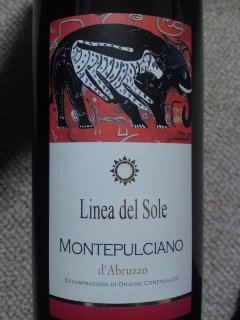 Linea del Sole
MONTEPULCIANO
d'Abruzzo
DENOMINAZIONE DI ORIGINE CONTROLLATA